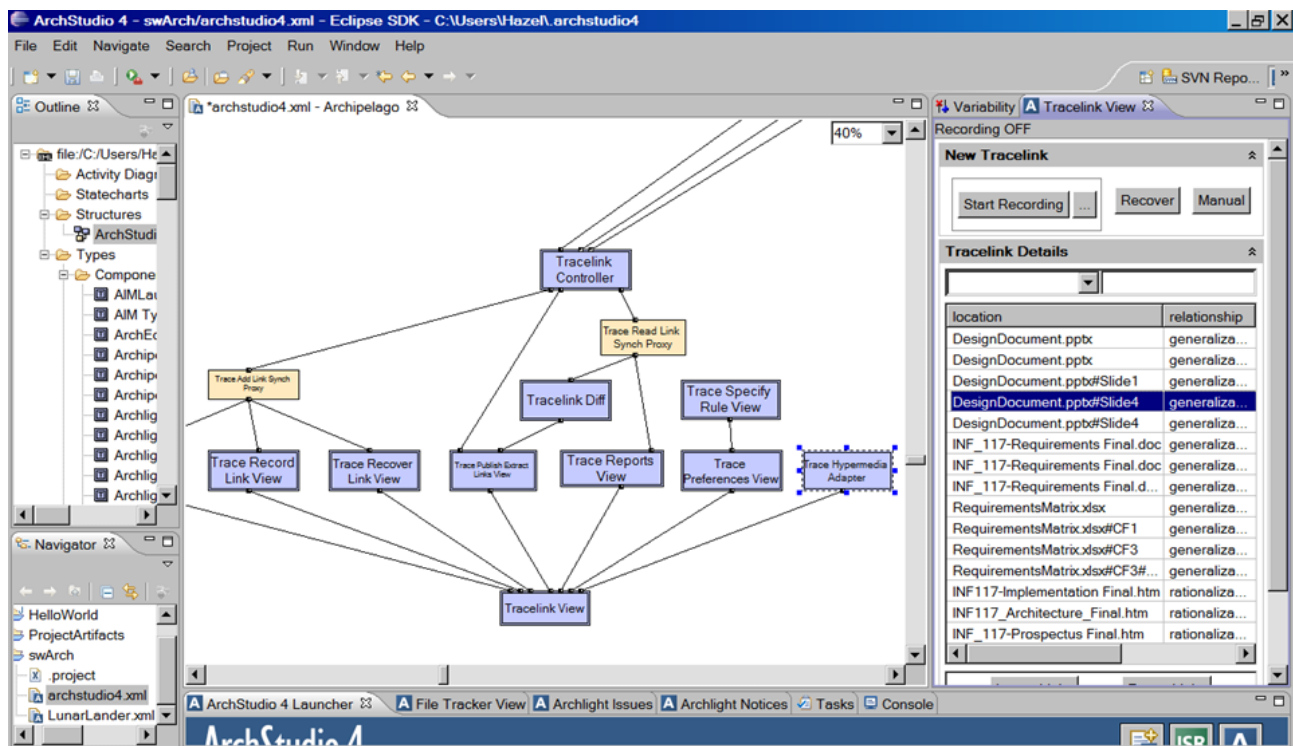 ArchStudio 4 - swArch/archstudio4.xml - Eclipse SDK - C:\Users\Hazel\.archstudio4
File Edit Navigate Search Project Run Window Help
SVN Repo...
Outline
file:/C:/Users/Ha
Activity Diagr
Statecharts
Structures
ArchStudi
Types
Compone
AIMLau
AIM Ty
ArchEd
Archip
Archip
Archip
Archlig
Archlig
Archlig
Archlig
Archlig
Navigator
HelloWorld
ProjectArtifacts
swArch
.project
archstudio4.xml
LunarLander.xml
*archstudio4.xml - Archipelago
40%
Tracelink
Controller
Trace Read Link
Synch Proxy
Trace Add Link Synch
Proxy
Tracelink Diff
Trace Specify
Rule View
Trace Record
Link View
Trace Recover
Link View
Trace Publish Extract
Links View
Trace Reports
View
Trace
Preferences View
Trace Hypermedia
Adapter
Tracelink View
Variability
Tracelink View
Recording OFF
New Tracelink
Start Recording ... Recover Manual
Tracelink Details
location relationship
DesignDocument.pptx generaliza...
DesignDocument.pptx generaliza...
DesignDocument.pptx#Slide1 generaliza...
DesignDocument.pptx#Slide4 generaliza...
DesignDocument.pptx#Slide4 generaliza...
INF_117-Requirements Final.doc generaliza...
INF_117-Requirements Final.doc generaliza...
INF_117-Requirements Final.d... generaliza...
RequirementsMatrix.xlsx generaliza...
RequirementsMatrix.xlsx#CF1 generaliza...
RequirementsMatrix.xlsx#CF3 generaliza...
RequirementsMatrix.xlsx#CF3#... generaliza...
INF117-Implementation Final.htm rationaliza...
INF117_Architecture_Final.htm rationaliza...
INF_117-Prospectus Final.htm rationaliza...
ArchStudio 4 Launcher File Tracker View Archlight Issues Archlight Notices Tasks Console
ArchStudio 4
ISR